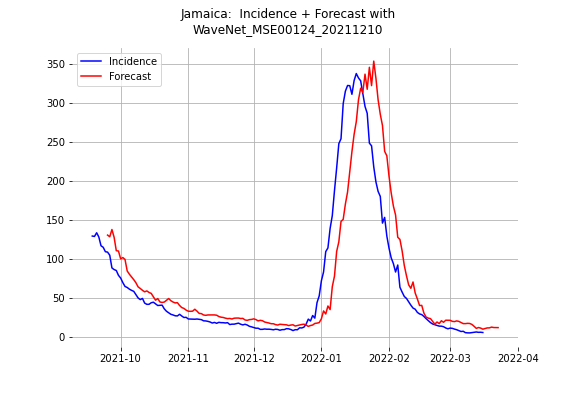 Jamaica:  Incidence + Forecast with
WaveNet_MSE00124_20211210
Incidence
Forecast
350
300
250
200
150
100
50
0
2021-10 2021-11 2021-12 2022-01 2022-02 2022-03 2022-04